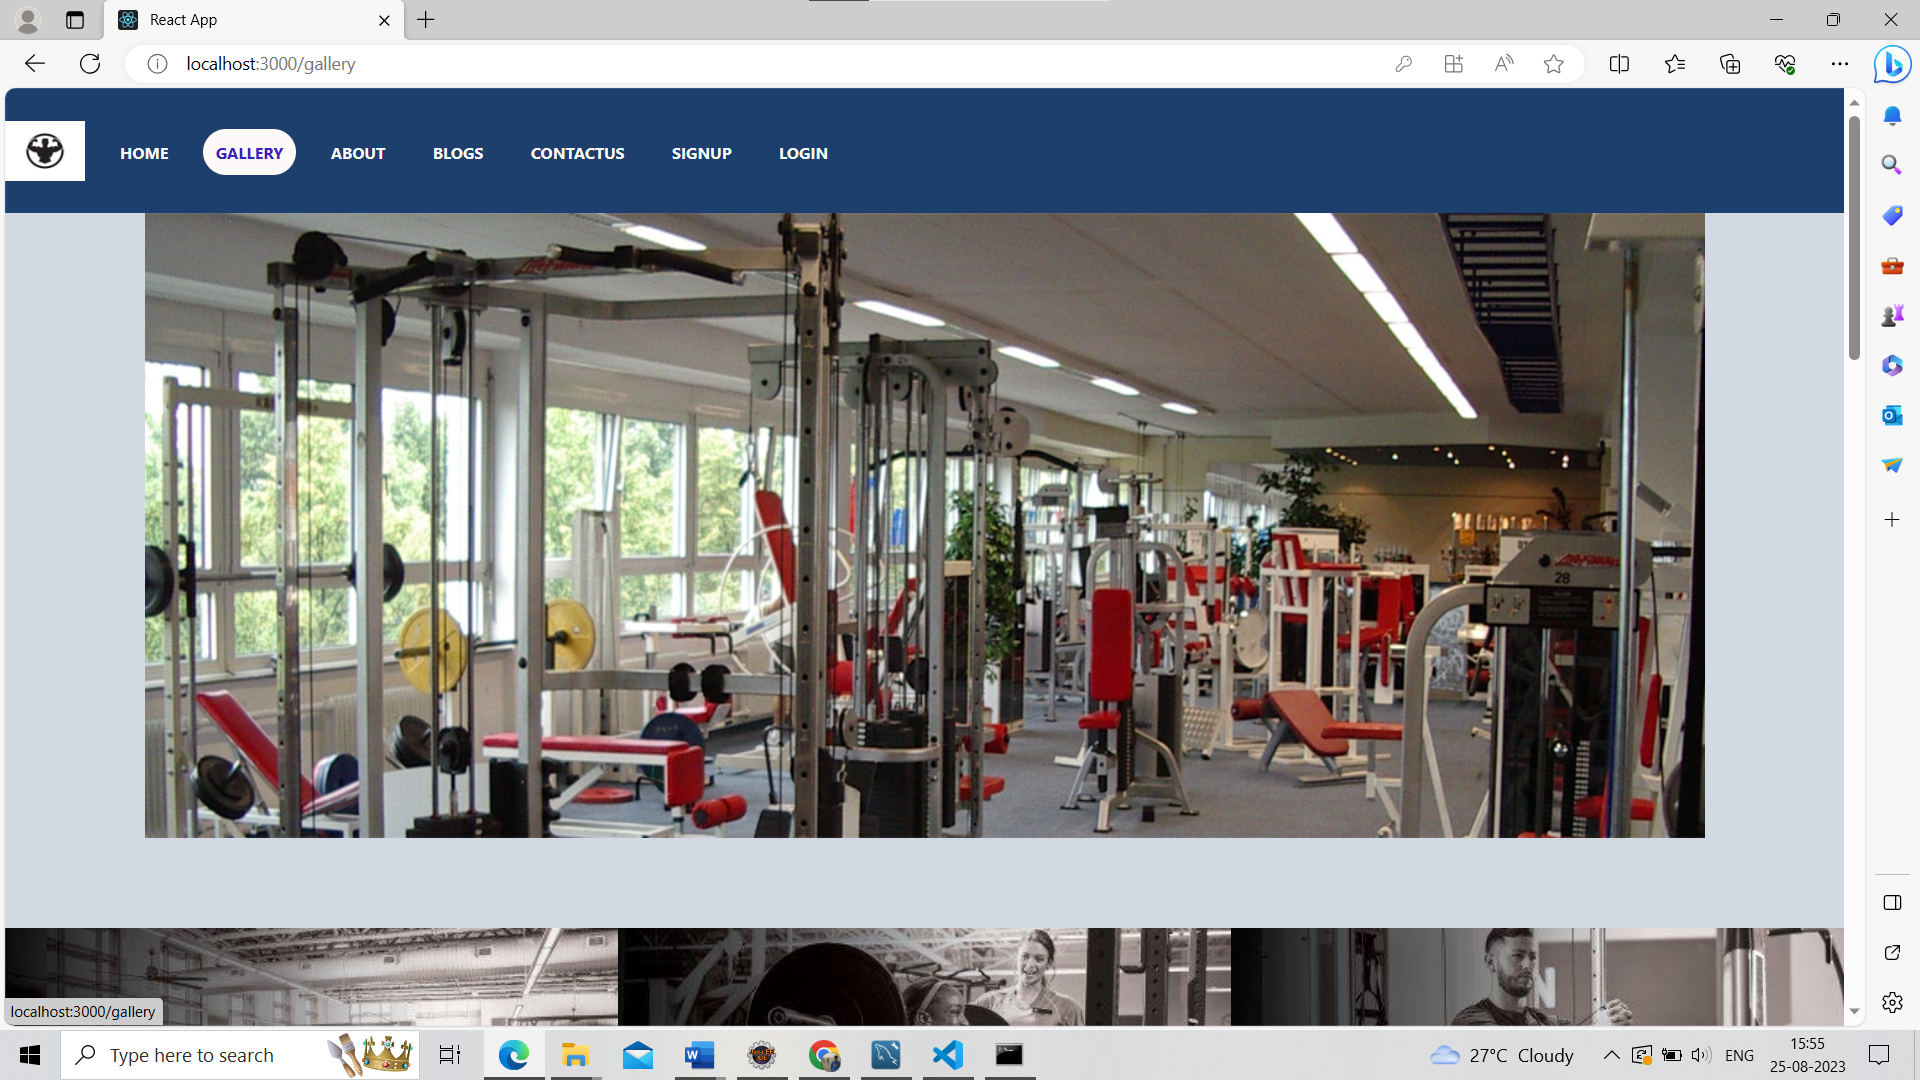 React App
localhost:3000/gallery
HOME GALLERY ABOUT BLOGS CONTACTUS SIGNUP LOGIN
28
localhost:3000/gallery
Type here to search
27°C Cloudy
ENG
15:55
25-08-2023